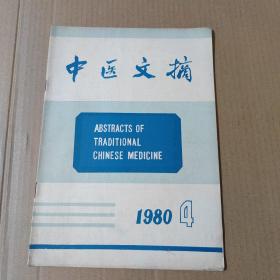 中医文摘
ABSTRACTS OF
TRADITIONAL
CHINESE MEDICINE
1980 4